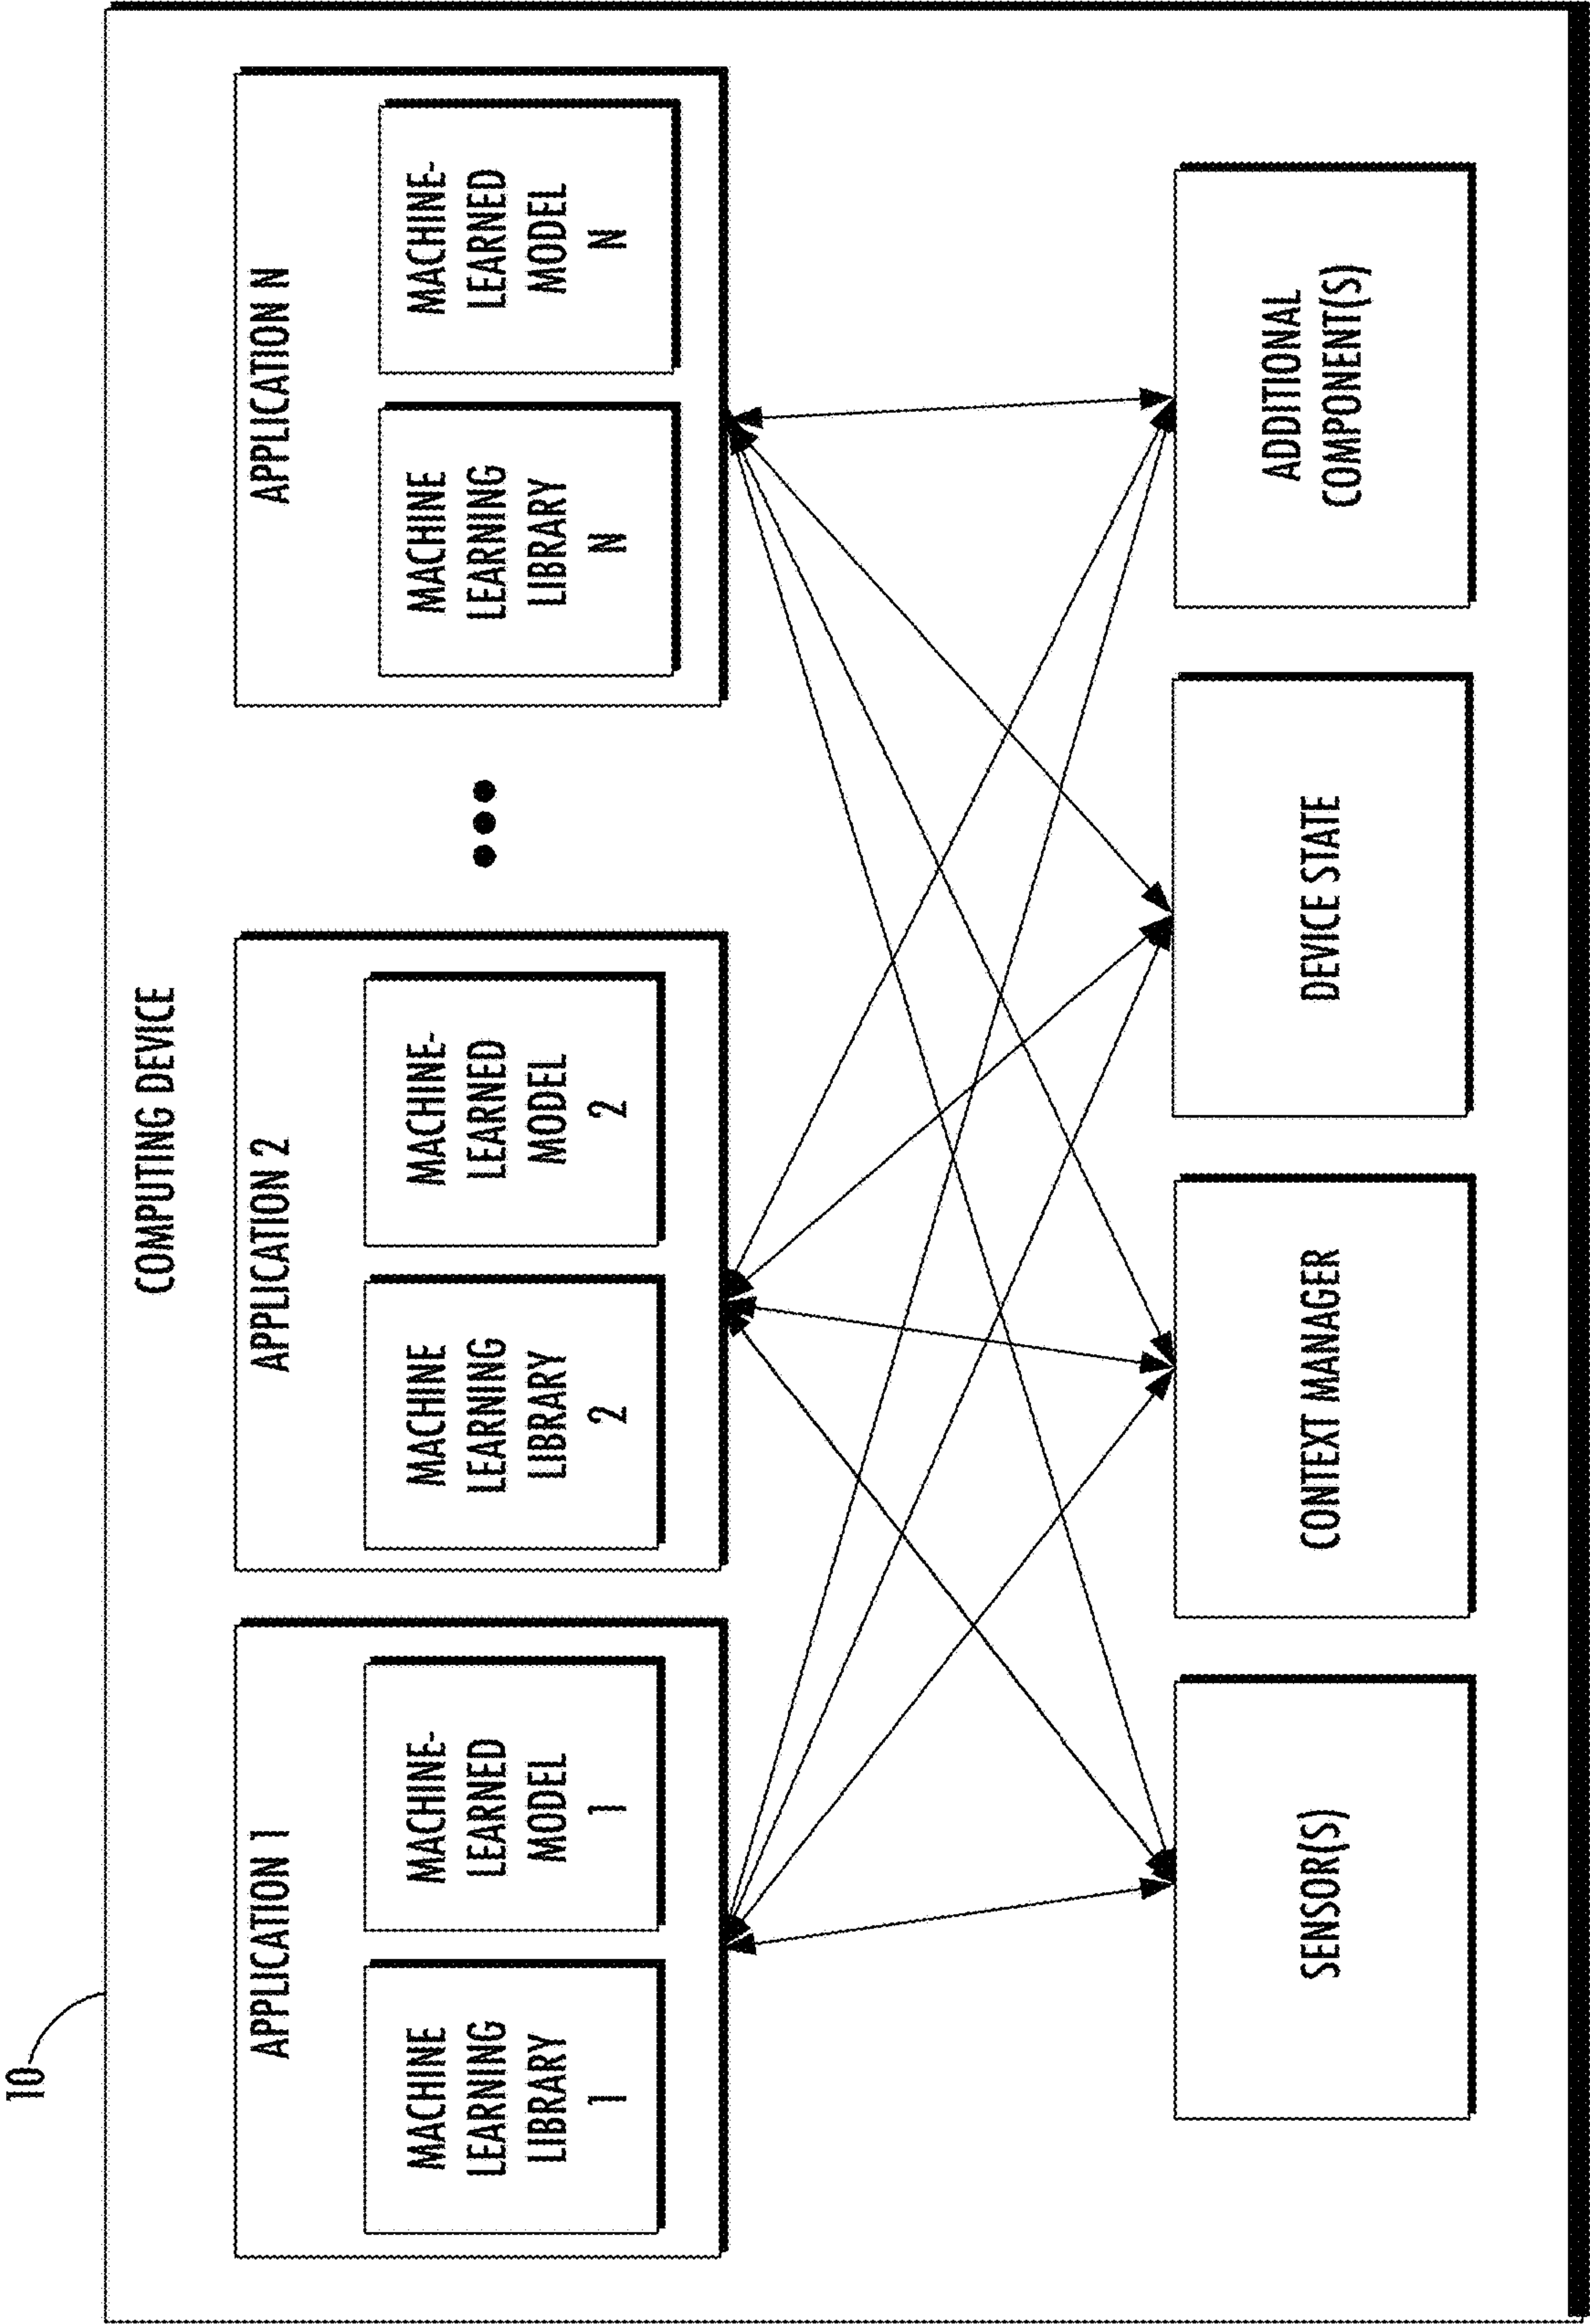 10
COMPUTING DEVICE
APPLICATION 1
MACHINE
LEARNING
LIBRARY
1
MACHINE-
LEARNED
MODEL
1
APPLICATION 2
MACHINE
LEARNING
LIBRARY
2
MACHINE-
LEARNED
MODEL
2
APPLICATION N
MACHINE
LEARNING
LIBRARY
N
MACHINE-
LEARNED
MODEL
N
SENSOR(S)
CONTEXT MANAGER
DEVICE STATE
ADDITIONAL
COMPONENT(S)